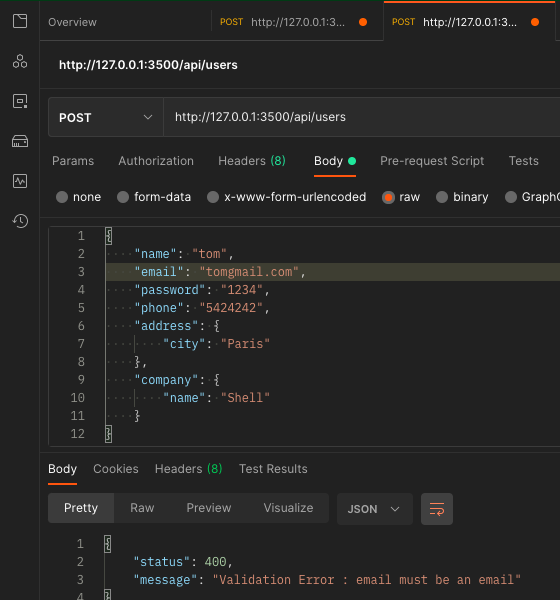 Overview
POST http://127.0.0.1:3...
POST http://127.0.0.1:3...
http://127.0.0.1:3500/api/users
POST http://127.0.0.1:3500/api/users
Params Authorization Headers (8) Body Pre-request Script Tests
none form-data x-www-form-urlencoded raw binary Graph
1 {
2 "name": "tom",
3 "email": "tomgmail.com",
4 "password": "1234",
5 "phone": "5424242",
6 "address": {
7 "city": "Paris"
8 },
9 "company": {
10 "name": "Shell"
11 }
12 }
Body Cookies Headers (8) Test Results
Pretty Raw Preview Visualize JSON
1 {
2 "status": 400,
3 "message": "Validation Error : email must be an email"
4 }